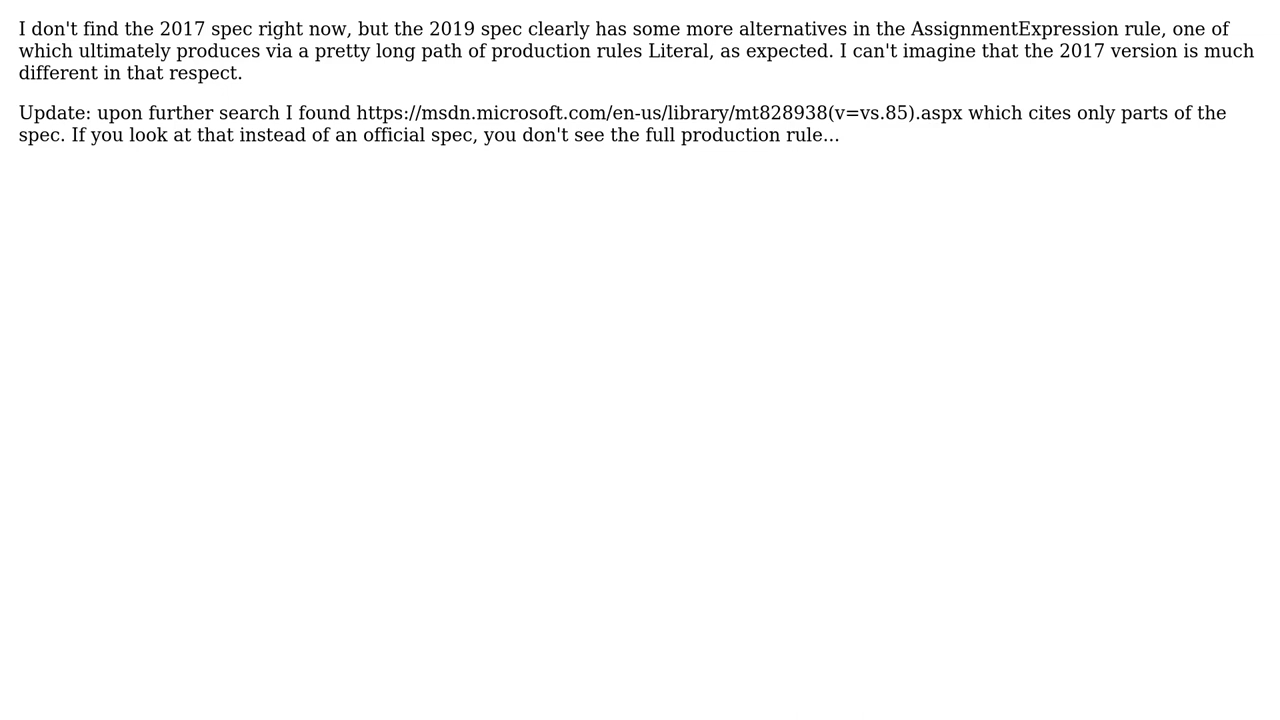 I don't find the 2017 spec right now, but the 2019 spec clearly has some more alternatives in the AssignmentExpression rule, one of
which ultimately produces via a pretty long path of production rules Literal, as expected. I can't imagine that the 2017 version is much
different in that respect.
Update: upon further search I found https://msdn.microsoft.com/en-us/library/mt828938(v=vs.85).aspx which cites only parts of the
spec. If you look at that instead of an official spec, you don't see the full production rule...